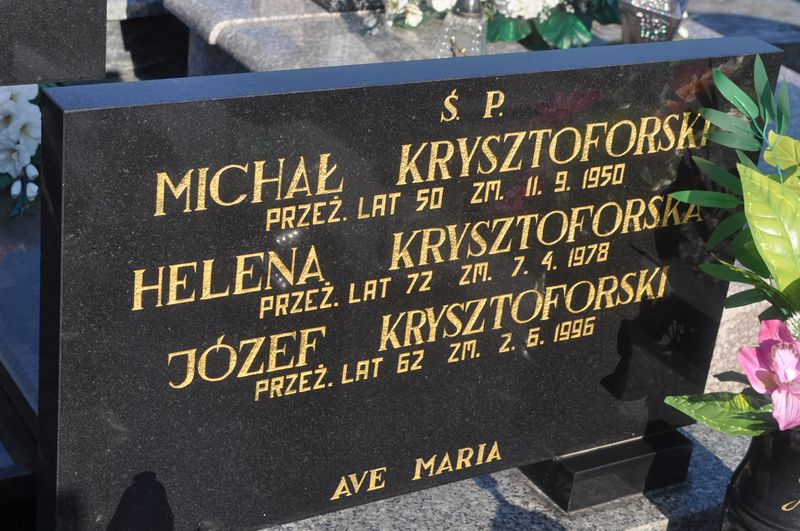 Ś. P.
MICHAŁ KRYSZTOFORSKI
PRZEŻ. LAT 50 ZM. 11. 9. 1950
HELENA KRYSZTOFORSKA
PRZEŻ. LAT 72 ZM. 7. 4. 1978
JÓZEF KRYSZTOFORSKI
PRZEŻ. LAT 62 ZM. 2. 6. 1996
AVE MARIA